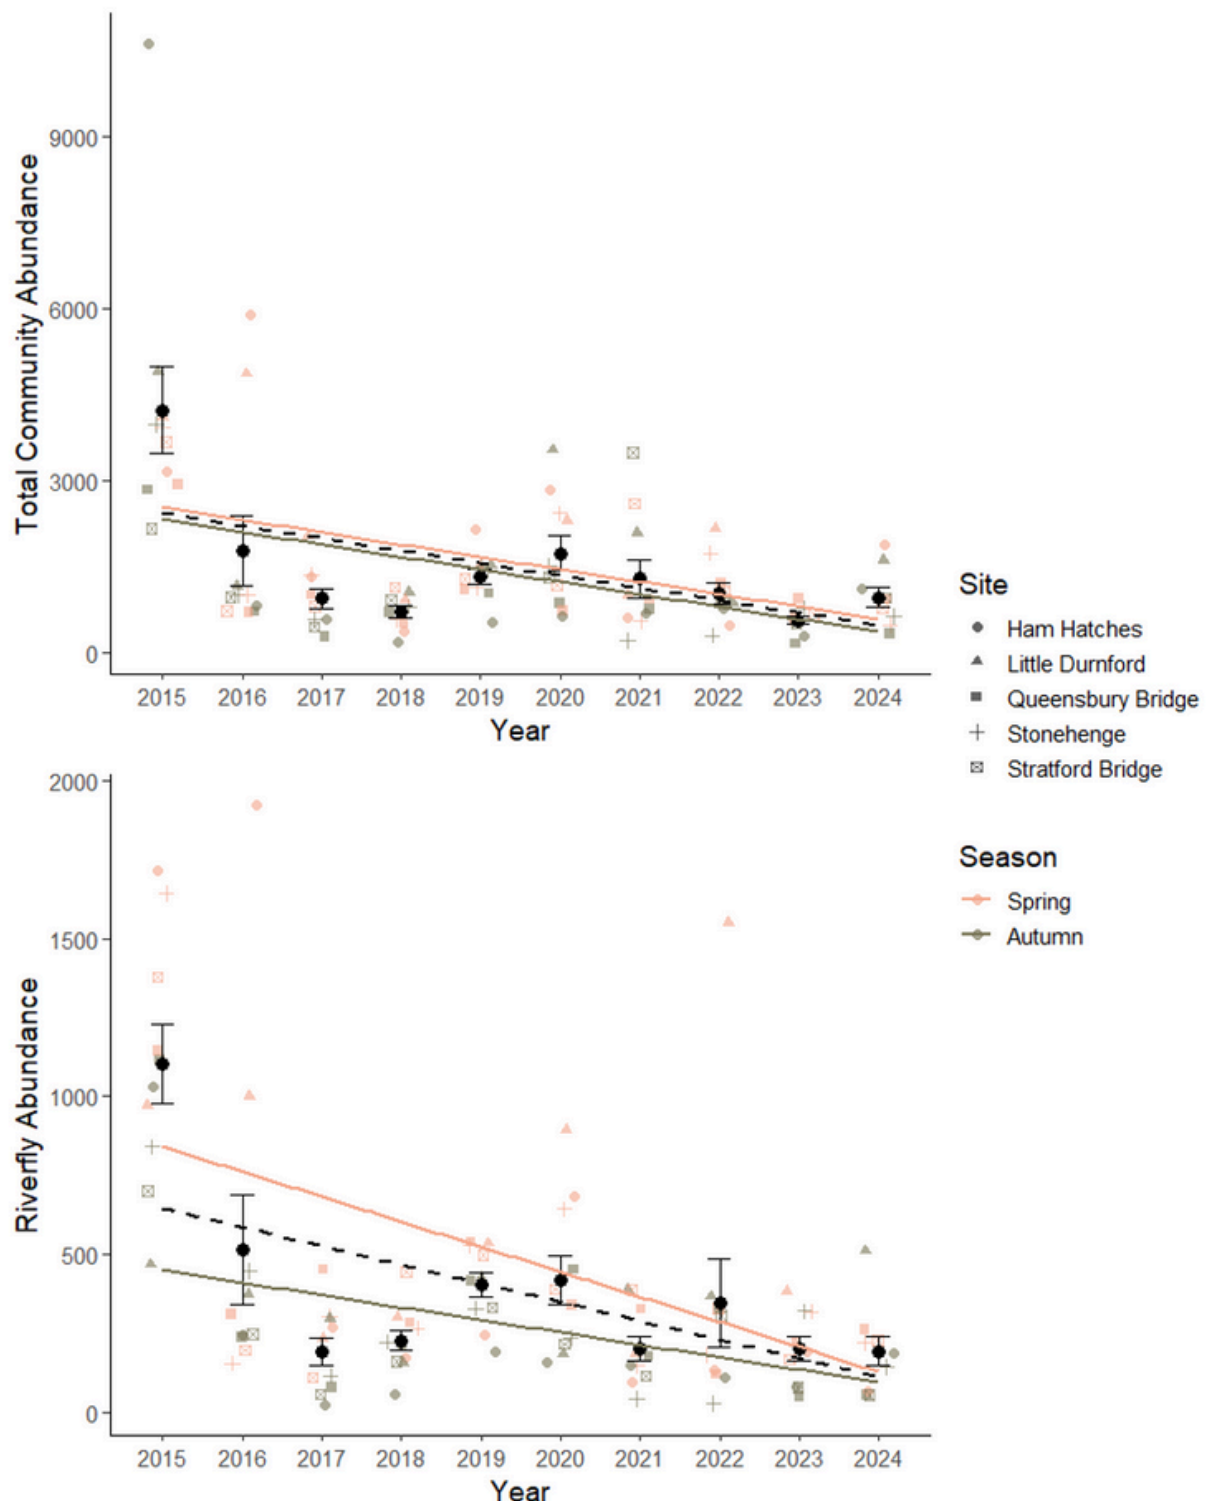 Total Community Abundance
9000
6000
3000
0
2015 2016 2017 2018 2019 2020 2021 2022 2023 2024
Year
Site
Ham Hatches
Little Durnford
Queensbury Bridge
Stonehenge
Stratford Bridge
Season
Spring
Autumn
Riverfly Abundance
2000
1500
1000
500
0
2015 2016 2017 2018 2019 2020 2021 2022 2023 2024
Year